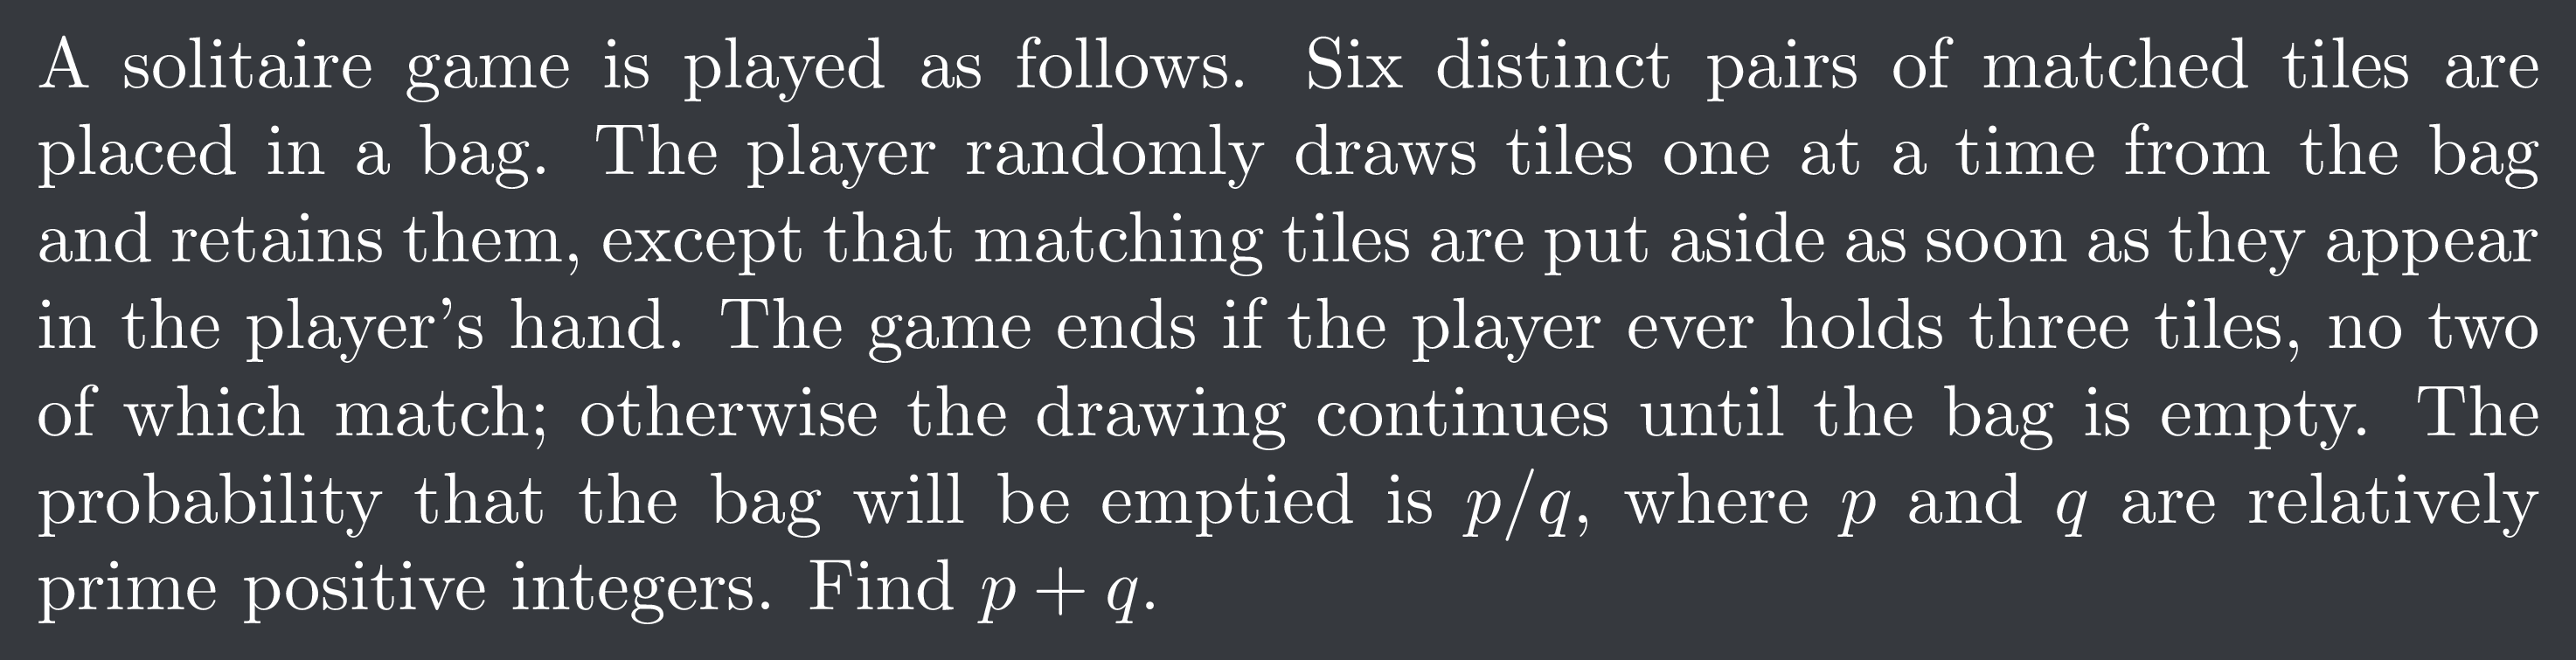 A solitaire game is played as follows. Six distinct pairs of matched tiles are
placed in a bag. The player randomly draws tiles one at a time from the bag
and retains them, except that matching tiles are put aside as soon as they appear
in the player's hand. The game ends if the player ever holds three tiles, no two
of which match; otherwise the drawing continues until the bag is empty. The
probability that the bag will be emptied is p/q, where p and q are relatively
prime positive integers. Find p + q.